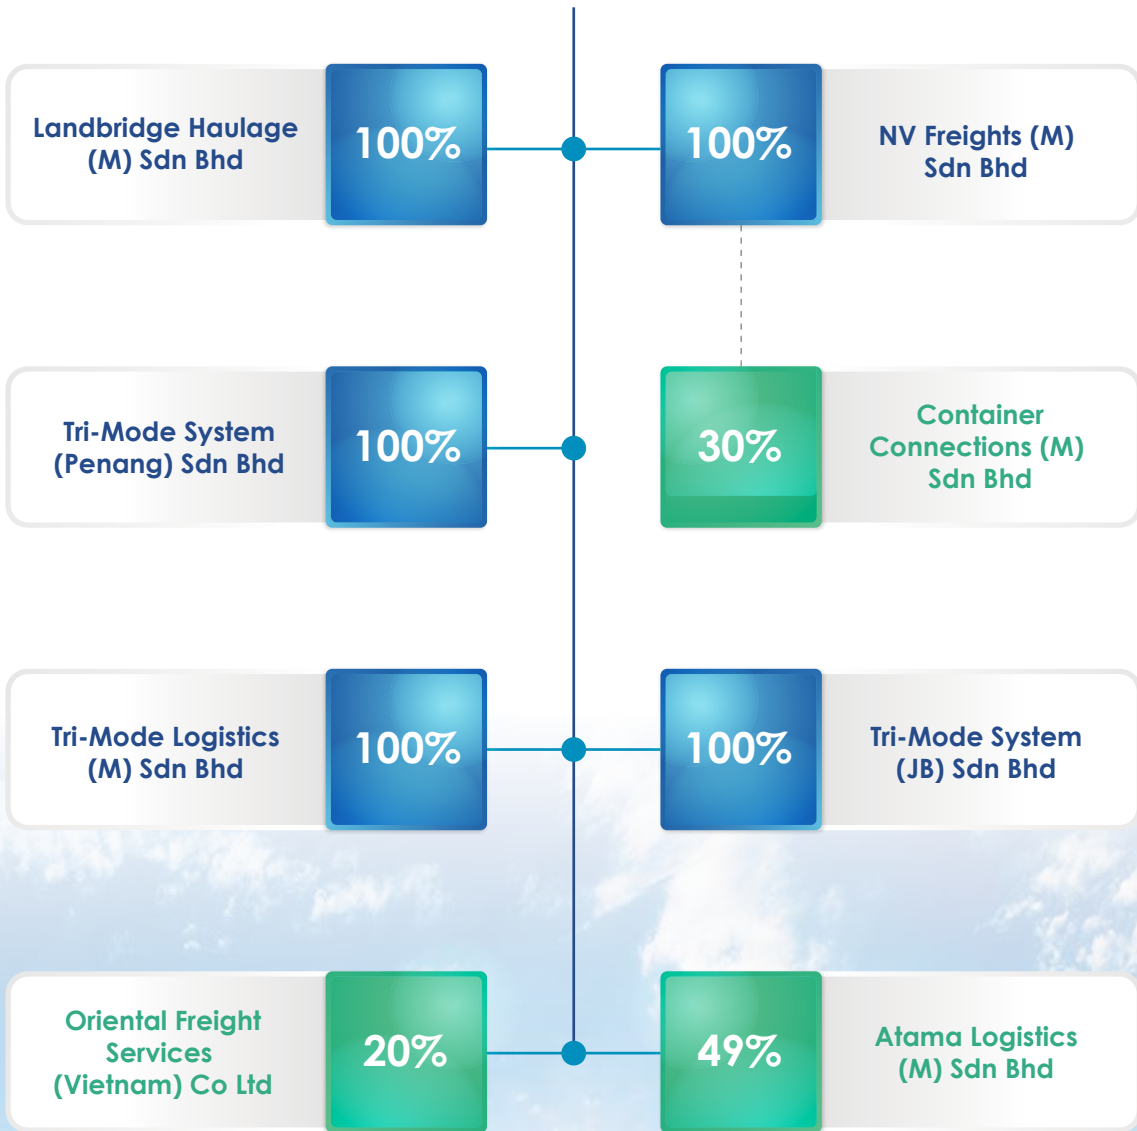 Landbridge Haulage
(M) Sdn Bhd
100%
100%
NV Freights (M)
Sdn Bhd
Tri-Mode System
(Penang) Sdn Bhd
100%
30%
Container
Connections (M)
Sdn Bhd
Tri-Mode Logistics
(M) Sdn Bhd
100%
100%
Tri-Mode System
(JB) Sdn Bhd
Oriental Freight
Services
(Vietnam) Co Ltd
20%
49%
Atama Logistics
(M) Sdn Bhd